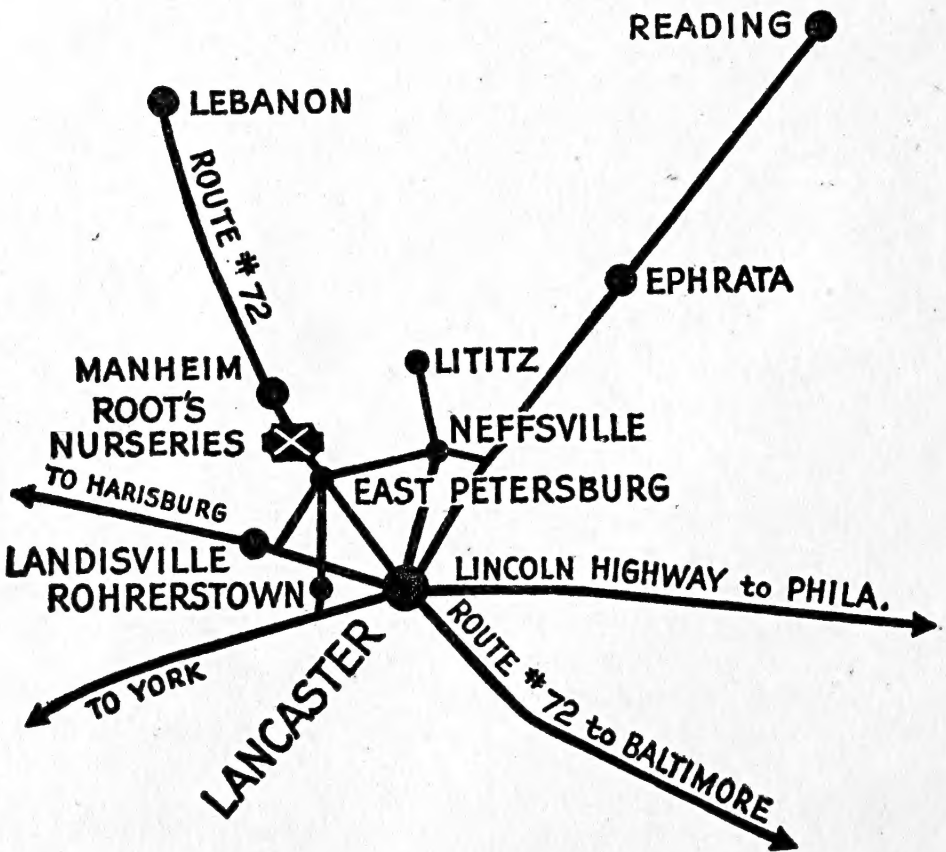 READING
LEBANON
ROUTE #72
EPHRATA
LITITZ
MANHEIM
ROOT'S
NURSERIES
NEFFSVILLE
TO HARISBURG
EAST PETERSBURG
LANDISVILLE
ROHRERSTOWN
LINCOLN HIGHWAY to PHILA.
TO YORK
LANCASTER
ROUTE #72 to BALTIMORE